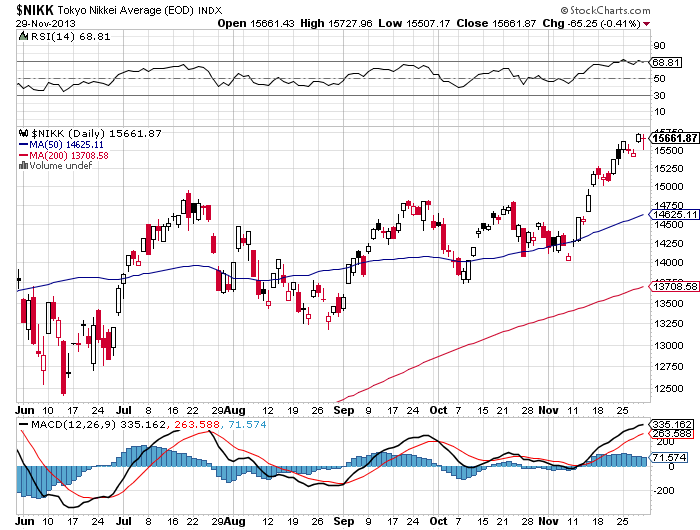 $NIKK Tokyo Nikkei Average (EOD) INDX © StockCharts.com
29-Nov-2013 Open 15661.43 High 15727.96 Low 15507.17 Close 15661.87 Chg -65.25 (-0.41%)
RSI(14) 68.81
90
68.81
50
30
10
$NIKK (Daily) 15661.87
MA(50) 14625.11
MA(200) 13708.58
Volume undef
15661.87
15500
15250
15000
14750
14625.11
14500
14250
14000
13708.58
13500
13250
13000
12750
12500
Jun 10 17 24 Jul 8 16 22 Aug 12 19 26 Sep 9 17 24 Oct 7 15 21 28 Nov 11 18 25
MACD(12,26,9) 335.162, 263.588, 71.574
335.162
263.588
200
71.574
0
-200
Jun 10 17 24 Jul 8 16 22 Aug 12 19 26 Sep 9 17 24 Oct 7 15 21 28 Nov 11 18 25